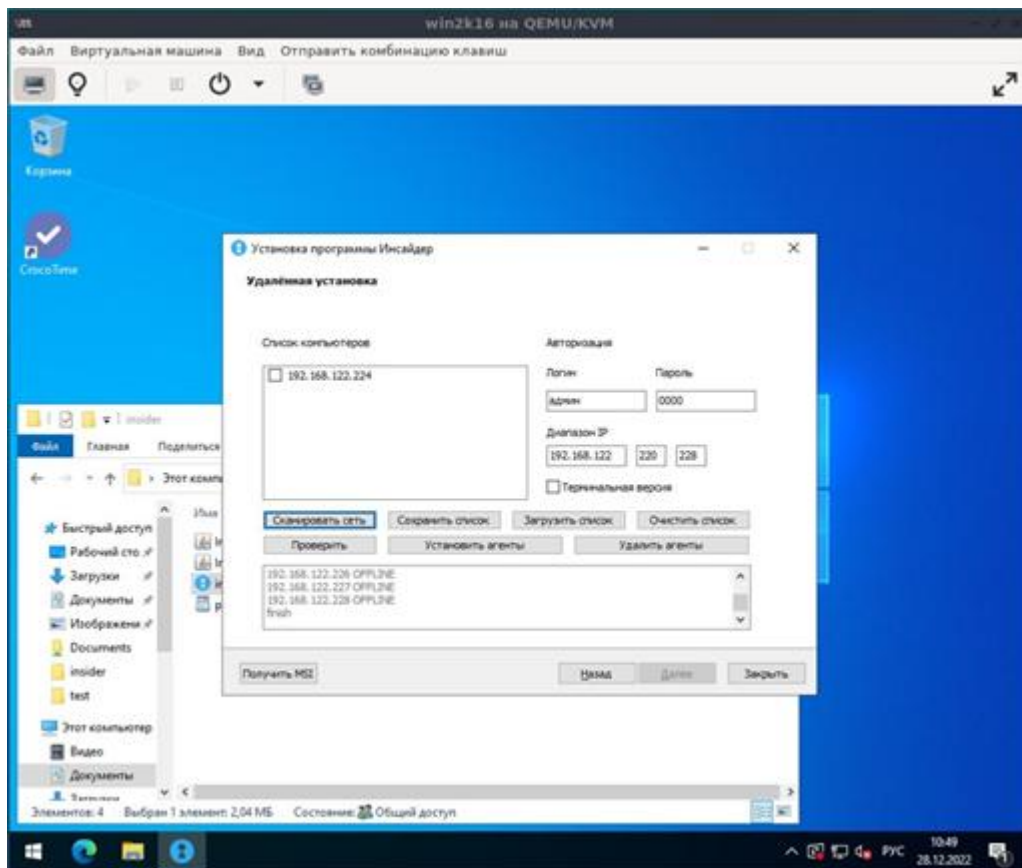 win2k16 на QEMU/KVM
Файл Виртуальная машина Вид Отправить комбинацию клавиш
Корзина
CrocoTime
Установка программы Инсайдер
Удалённая установка
Список компьютеров
Авторизация
192.168.122.224
Логин Пароль
админ 0000
Диапазон IP
192.168.122 220 228
Терминальная версия
Сканировать сеть Сохранить список Загрузить список Очистить список
Проверить Установить агенты Удалить агенты
192.168.122.226 OFFLINE
192.168.122.227 OFFLINE
192.168.122.228 OFFLINE
finish
Получить MSI Назад Далее Закрыть
insider
Файл Главная Поделиться
Этот компь
Имя
Быстрый доступ
Рабочий сто
Загрузки
Документы
Изображени
Documents
insider
test
Этот компьютер
Видео
Документы
Загрузки
Элементов: 4 Выбран 1 элемент: 2,04 МБ Состояние: Общий доступ
РУС
10:49
28.12.2022